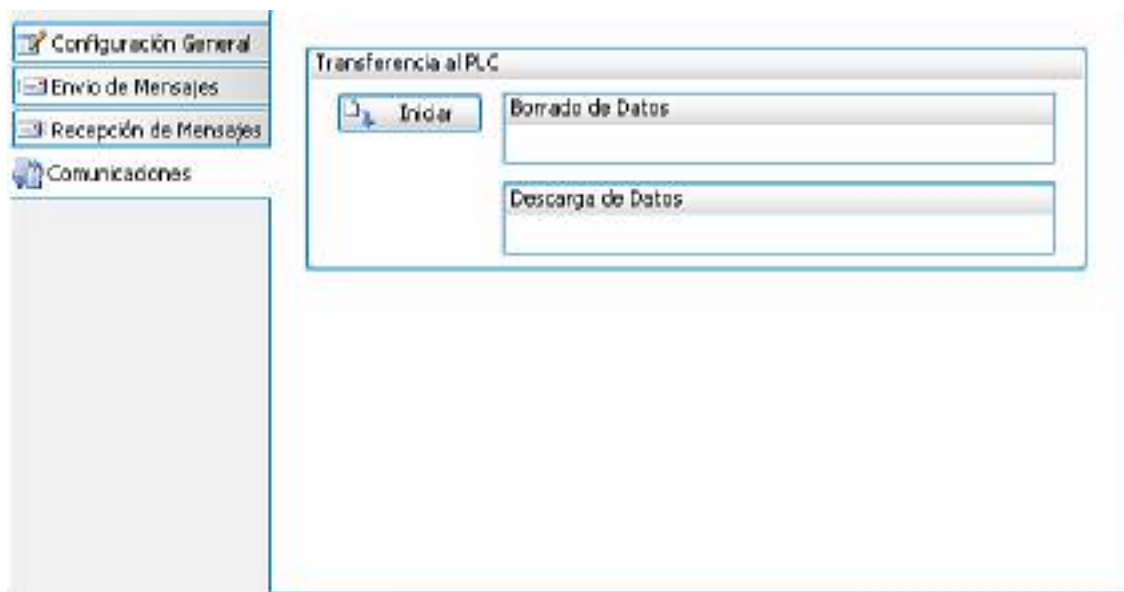 Configuración General
Envio de Mensajes
Recepción de Mensajes
Comunicaciones
Transferencia al PLC
Iniciar
Borrado de Datos
Descarga de Datos